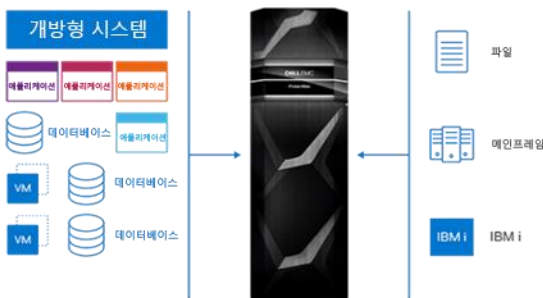 개방형 시스템
애플리케이션 애플리케이션 애플리케이션
데이터베이스 애플리케이션
VM 데이터베이스
VM 데이터베이스
DELL EMC
PowerMax
파일
메인프레임
IBM i IBM i